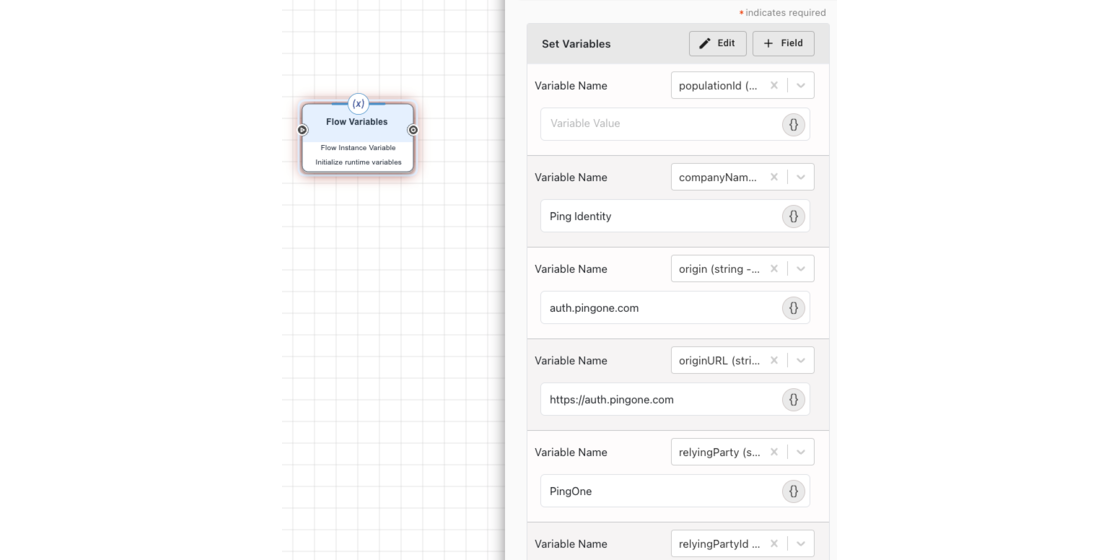 * indicates required
Set Variables
Edit
+ Field
(x)
Flow Variables
Flow Instance Variable
Initialize runtime variables
Variable Name
populationId (...
Variable Value
{}
Variable Name
companyNam...
Ping Identity
{}
Variable Name
origin (string -...
auth.pingone.com
{}
Variable Name
originURL (stri...
https://auth.pingone.com
{}
Variable Name
relyingParty (s...
PingOne
{}
Variable Name
relyingPartyId ...